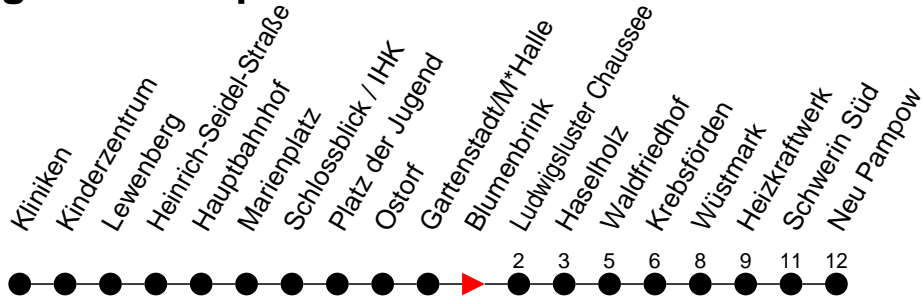 Kliniken
Kinderzentrum
Lewenberg
Heinrich-Seidel-Straße
Hauptbahnhof
Marienplatz
Schlossblick / IHK
Platz der Jugend
Ostorf
Gartenstadt/M*Halle
Blumenbrink
Ludwigsluster Chaussee
Haselholz
Waldfriedhof
Krebsförden
Wüstmark
Heizkraftwerk
Schwerin Süd
Neu Pampow
2 3 5 6 8 9 11 12